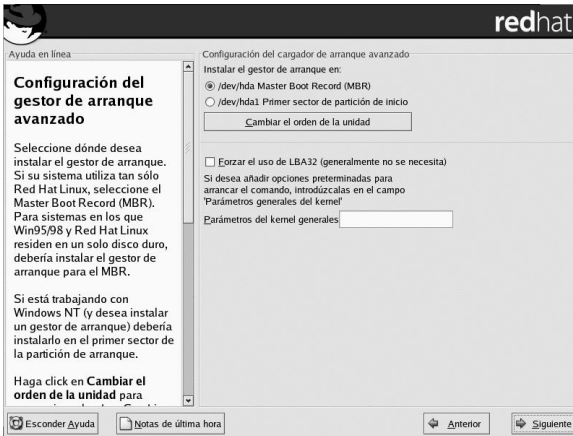 redhat
Ayuda en línea
Configuración del
gestor de arranque
avanzado
Seleccione dónde desea
instalar el gestor de arranque.
Si su sistema utiliza tan sólo
Red Hat Linux, seleccione el
Master Boot Record (MBR).
Para sistemas en los que
Win95/98 y Red Hat Linux
residen en un solo disco duro,
debería instalar el gestor de
arranque para el MBR.
Si está trabajando con
Windows NT (y desea instalar
un gestor de arranque) debería
instalarlo en el primer sector de
la partición de arranque.
Haga click en Cambiar el
orden de la unidad para
Configuración del cargador de arranque avanzado
Instalar el gestor de arranque en:
/dev/hda Master Boot Record (MBR)
/dev/hda1 Primer sector de partición de inicio
Cambiar el orden de la unidad
Forzar el uso de LBA32 (generalmente no se necesita)
Si desea añadir opciones preterminadas para
arrancar el comando, introdúzcalas en el campo
'Parámetros generales del kernel'
Parámetros del kernel generales
Esconder Ayuda
Notas de última hora
Anterior
Siguiente